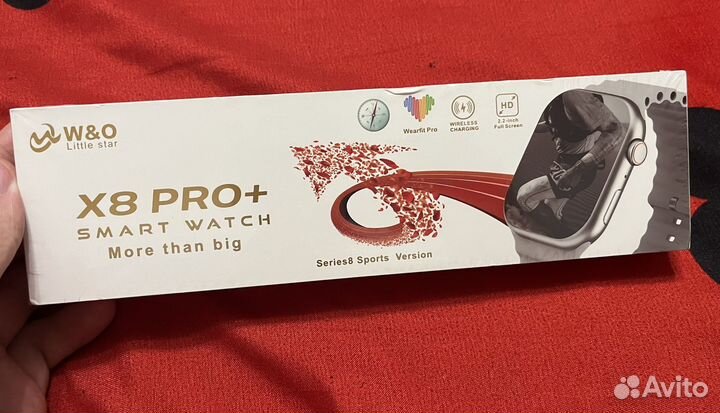 W&O
Little star
X8 PRO+
SMART WATCH
More than big
Series8 Sports Version
Wearfit Pro
WIRELESS
CHARGING
HD
2.2-inch
Full Screen
Avito